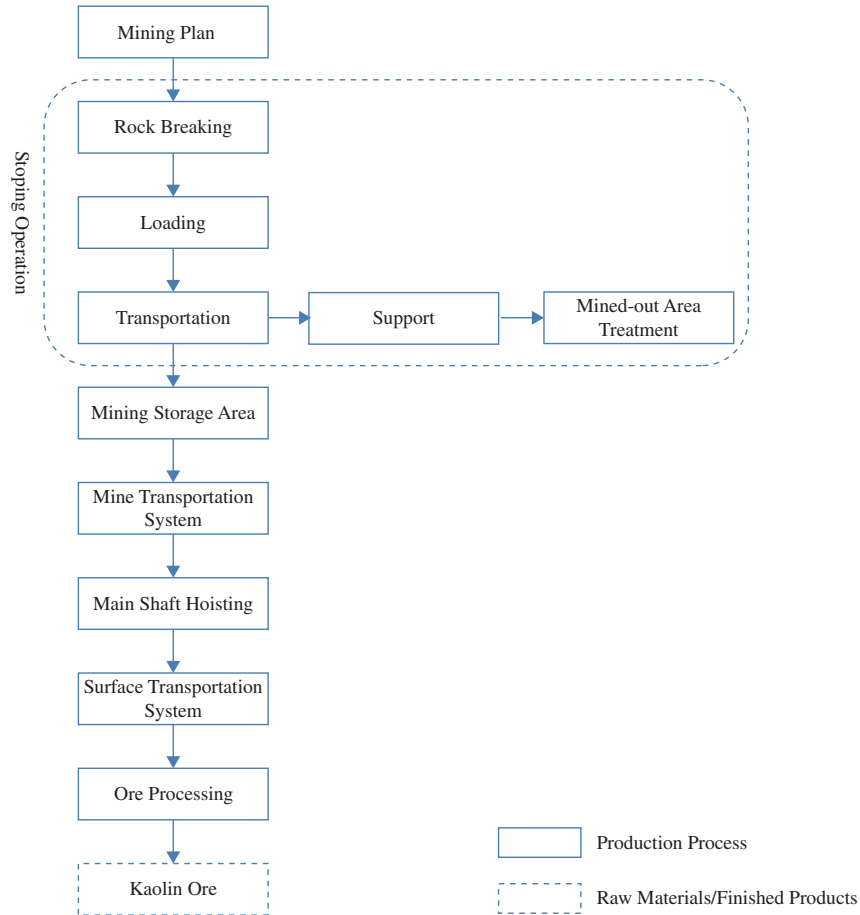 Mining Plan
Stoping Operation
Rock Breaking
Loading
Transportation
Support
Mined-out Area
Treatment
Mining Storage Area
Mine Transportation
System
Main Shaft Hoisting
Surface Transportation
System
Ore Processing
Kaolin Ore
Production Process
Raw Materials/Finished Products